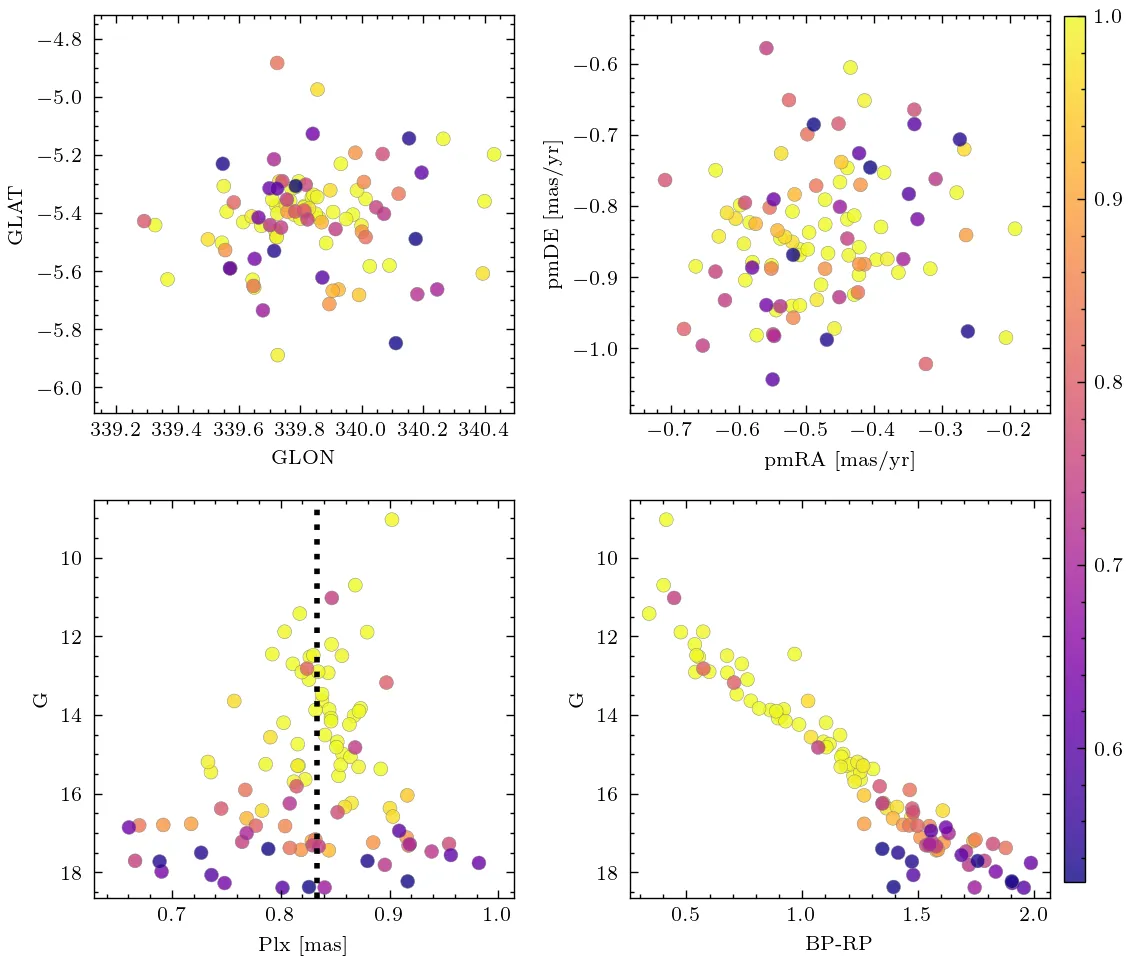 −4.8
−5.0
−5.2
−5.4
−5.6
−5.8
−6.0
GLAT
339.2 339.4 339.6 339.8 340.0 340.2 340.4
GLON
−0.6
−0.7
−0.8
−0.9
−1.0
pmDE [mas/yr]
−0.7 −0.6 −0.5 −0.4 −0.3 −0.2
pmRA [mas/yr]
1.0
0.9
0.8
0.7
0.6
10
12
14
16
18
G
0.7 0.8 0.9 1.0
Plx [mas]
10
12
14
16
18
G
0.5 1.0 1.5 2.0
BP-RP